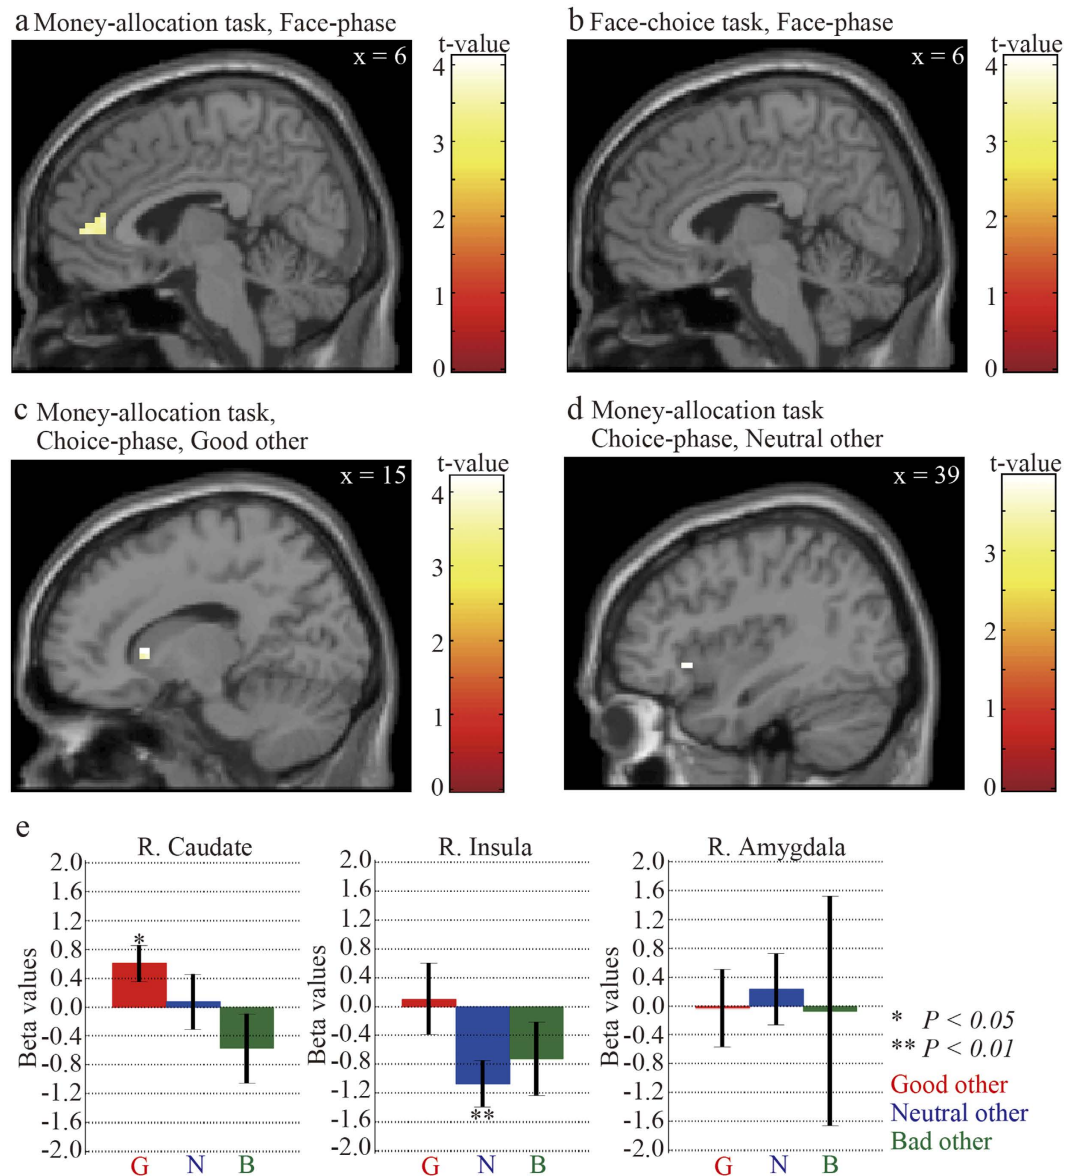 a Money-allocation task, Face-phase
x = 6
t-value
4
3
2
1
0
b Face-choice task, Face-phase
x = 6
t-value
4
3
2
1
0
c Money-allocation task,
Choice-phase, Good other
x = 15
t-value
4
3
2
1
0
d Money-allocation task
Choice-phase, Neutral other
x = 39
t-value
3
2
1
0
e
R. Caudate
Beta values
2.0
1.6
1.2
0.8
0.4
0.0
-0.4
-0.8
-1.2
-1.6
-2.0
*
G N B
R. Insula
Beta values
2.0
1.6
1.2
0.8
0.4
0.0
-0.4
-0.8
-1.2
-1.6
-2.0
**
G N B
R. Amygdala
Beta values
2.0
1.6
1.2
0.8
0.4
0.0
-0.4
-0.8
-1.2
-1.6
-2.0
G N B
* P < 0.05
** P < 0.01
Good other
Neutral other
Bad other